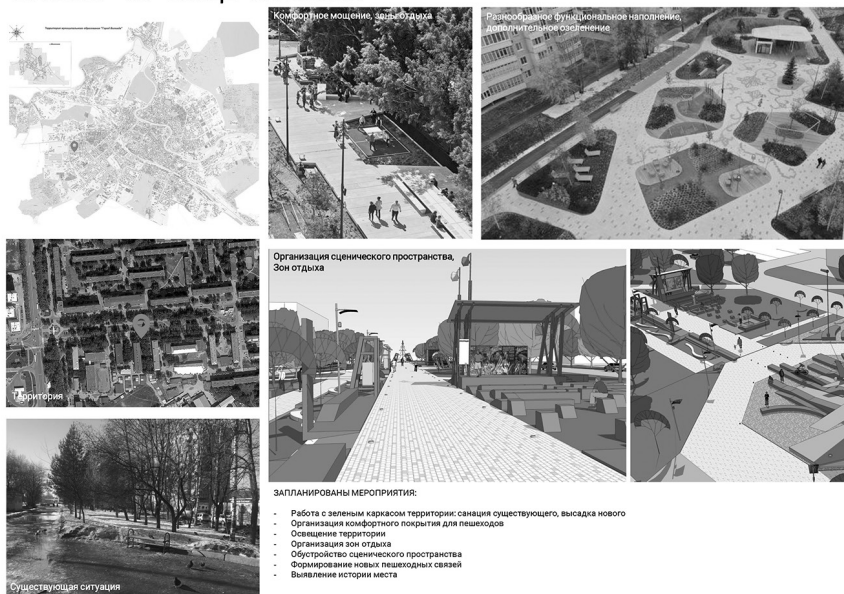 Комфортное мощение, зоны отдыха
Разнообразное функциональное наполнение,
дополнительное озеленение
Территория
Организация сценического пространства,
Зон отдыха
Существующая ситуация
ЗАПЛАНИРОВАНЫ МЕРОПРИЯТИЯ:
- Работа с зеленым каркасом территории: санация существующего, высадка нового
- Организация комфортного покрытия для пешеходов
- Освещение территории
- Организация зон отдыха
- Обустройство сценического пространства
- Формирование новых пешеходных связей
- Выявление истории места